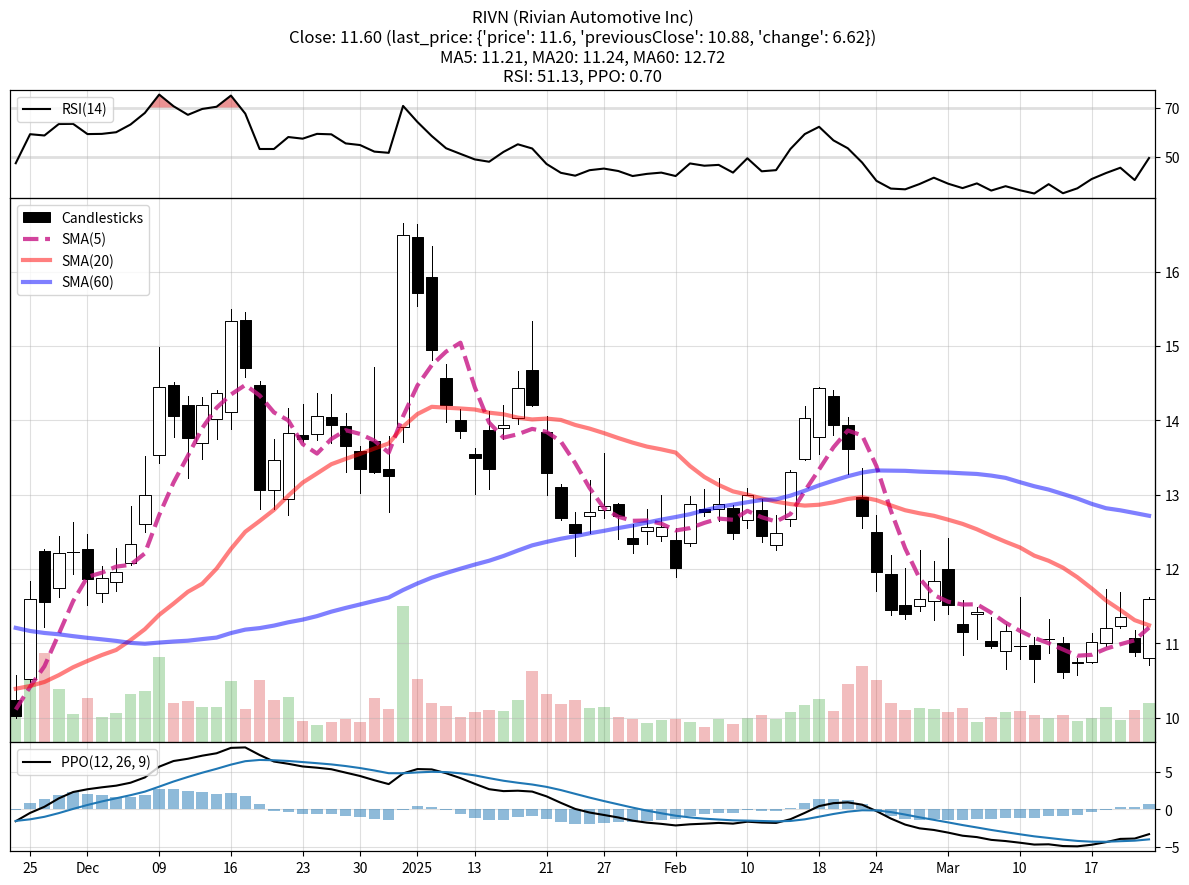 RIVN (Rivian Automotive Inc)
Close: 11.60 (last_price: {'price': 11.6, 'previousClose': 10.88, 'change': 6.62})
MA5: 11.21, MA20: 11.24, MA60: 12.72
RSI: 51.13, PPO: 0.70
RSI(14)
70
50
Candlesticks
SMA(5)
SMA(20)
SMA(60)
16
15
14
13
12
11
10
PPO(12, 26, 9)
5
0
−5
25 Dec 09 16 23 30 2025 13 21 27 Feb 10 18 24 Mar 10 17